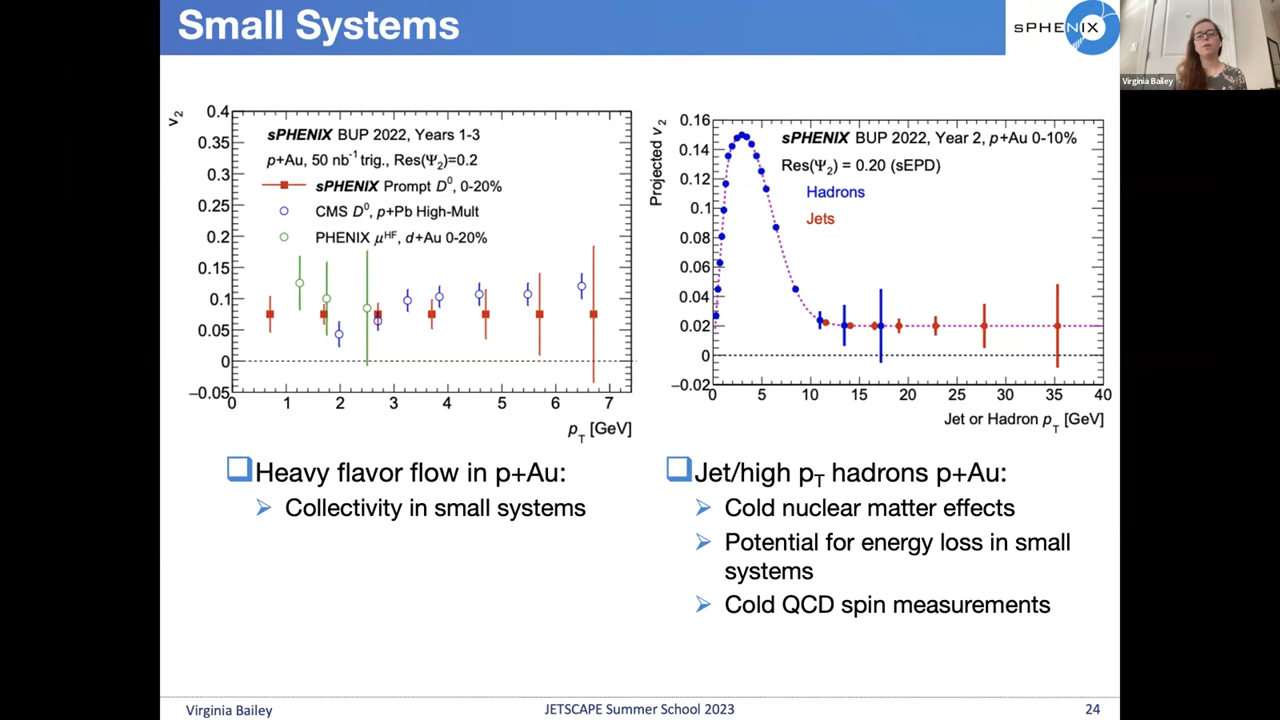 Small Systems
sPHENIX
Virginia Bailey
v₂
0.4
0.35
0.3
0.25
0.2
0.15
0.1
0.05
0
−0.05
sPHENIX BUP 2022, Years 1-3
p+Au, 50 nb⁻¹ trig., Res(Ψ₂)=0.2
sPHENIX Prompt D⁰, 0-20%
CMS D⁰, p+Pb High-Mult
PHENIX μᴴᶠ, d+Au 0-20%
0 1 2 3 4 5 6 7
p_T [GeV]
Projected v₂
0.16
0.14
0.12
0.1
0.08
0.06
0.04
0.02
0
−0.02
sPHENIX BUP 2022, Year 2, p+Au 0-10%
Res(Ψ₂) = 0.20 (sEPD)
Hadrons
Jets
0 5 10 15 20 25 30 35 40
Jet or Hadron p_T [GeV]
Heavy flavor flow in p+Au:
Collectivity in small systems
Jet/high p_T hadrons p+Au:
Cold nuclear matter effects
Potential for energy loss in small
systems
Cold QCD spin measurements
Virginia Bailey
JETSCAPE Summer School 2023
24